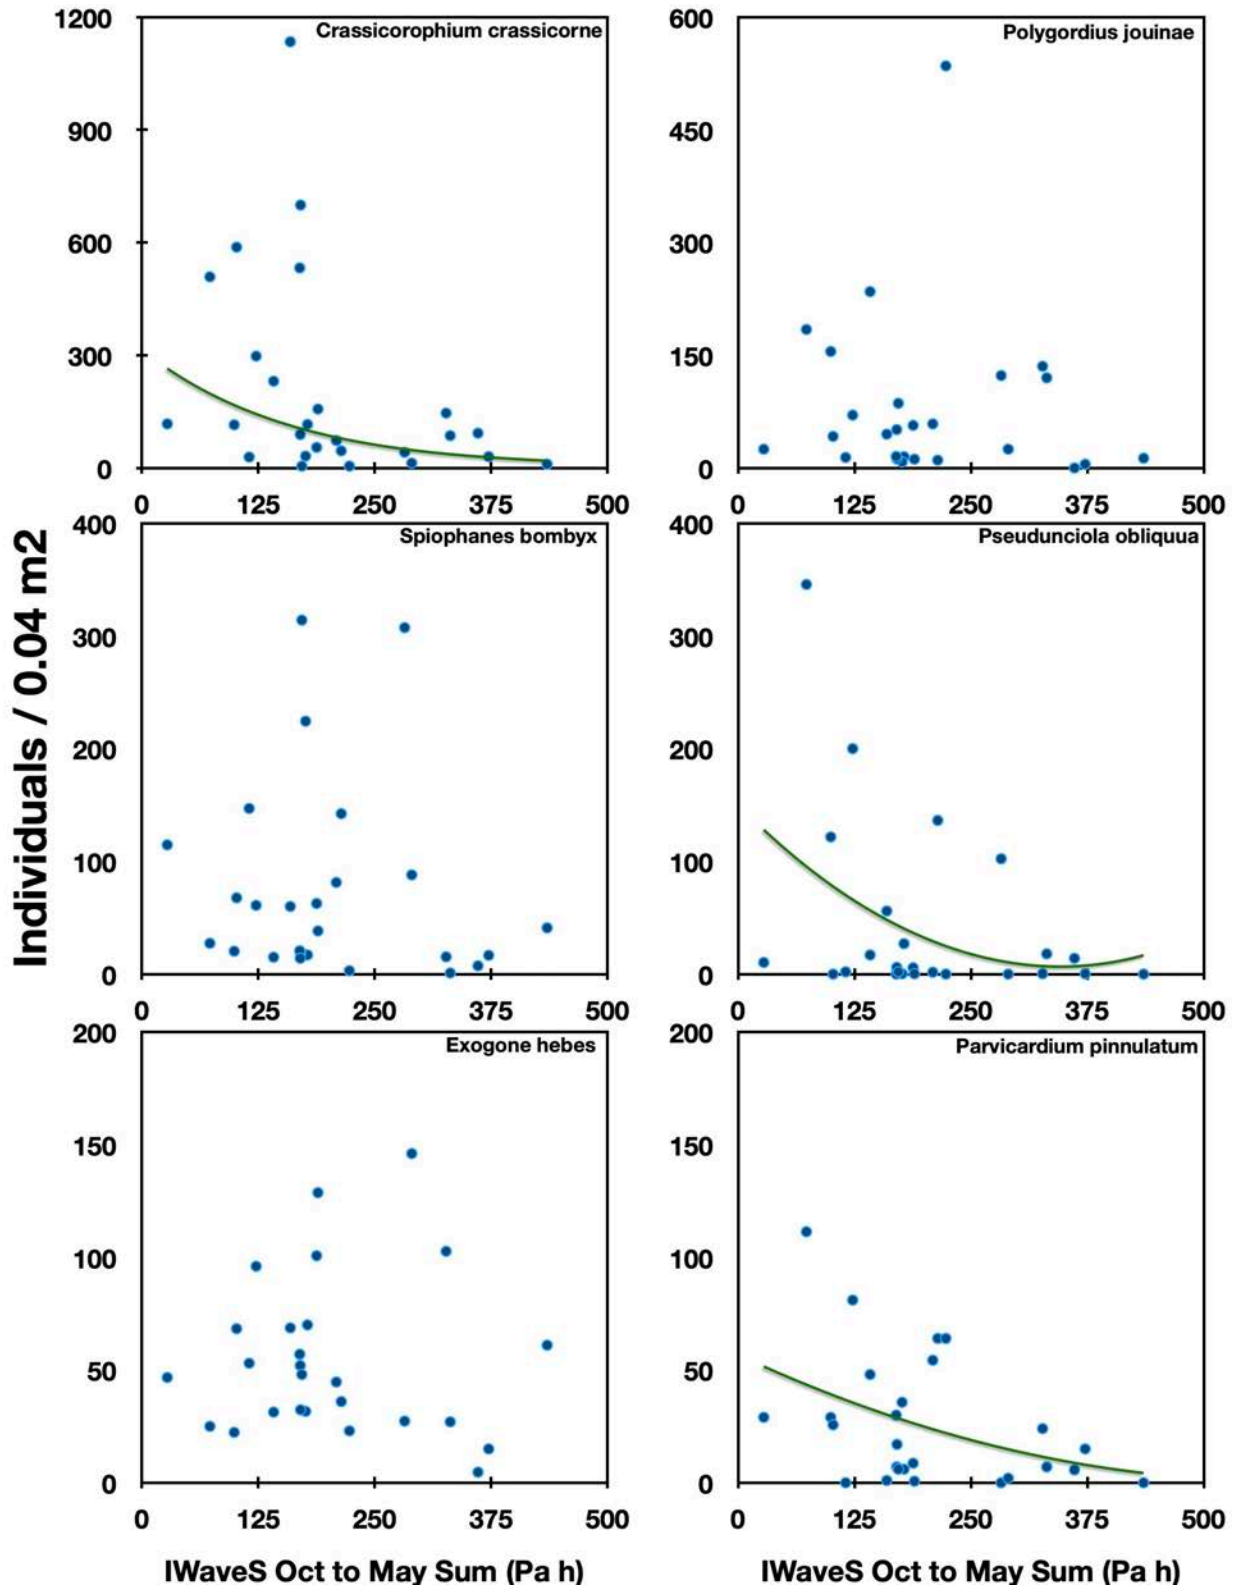 Individuals / 0.04 m2
Crassicorophium crassicorne
1200
900
600
300
0
0 125 250 375 500
Polygordius jouinae
600
450
300
150
0
0 125 250 375 500
Spiophanes bombyx
400
300
200
100
0
0 125 250 375 500
Pseudunciola obliquua
400
300
200
100
0
0 125 250 375 500
Exogone hebes
200
150
100
50
0
0 125 250 375 500
IWaveS Oct to May Sum (Pa h)
Parvicardium pinnulatum
200
150
100
50
0
0 125 250 375 500
IWaveS Oct to May Sum (Pa h)